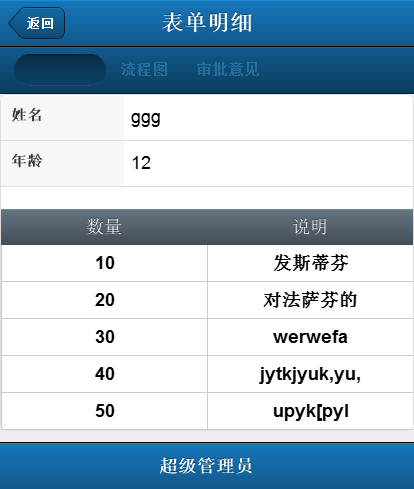 返回 表单明细
流程图 审批意见
姓名 ggg
年龄 12
数量 说明
10 发斯蒂芬
20 对法萨芬的
30 werwefa
40 jytkjyuk,yu,
50 upyk[pyl
超级管理员